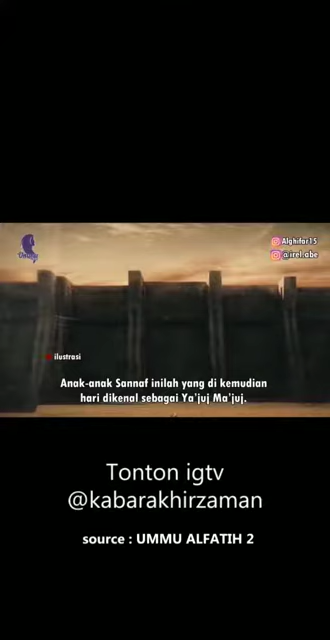 Alghifar15
@irel.abe
ilustrasi
Anak-anak Sannaf inilah yang di kemudian
hari dikenal sebagai Ya'juj Ma'juj.
Tonton igtv
@kabarakhirzaman
source : UMMU ALFATIH 2